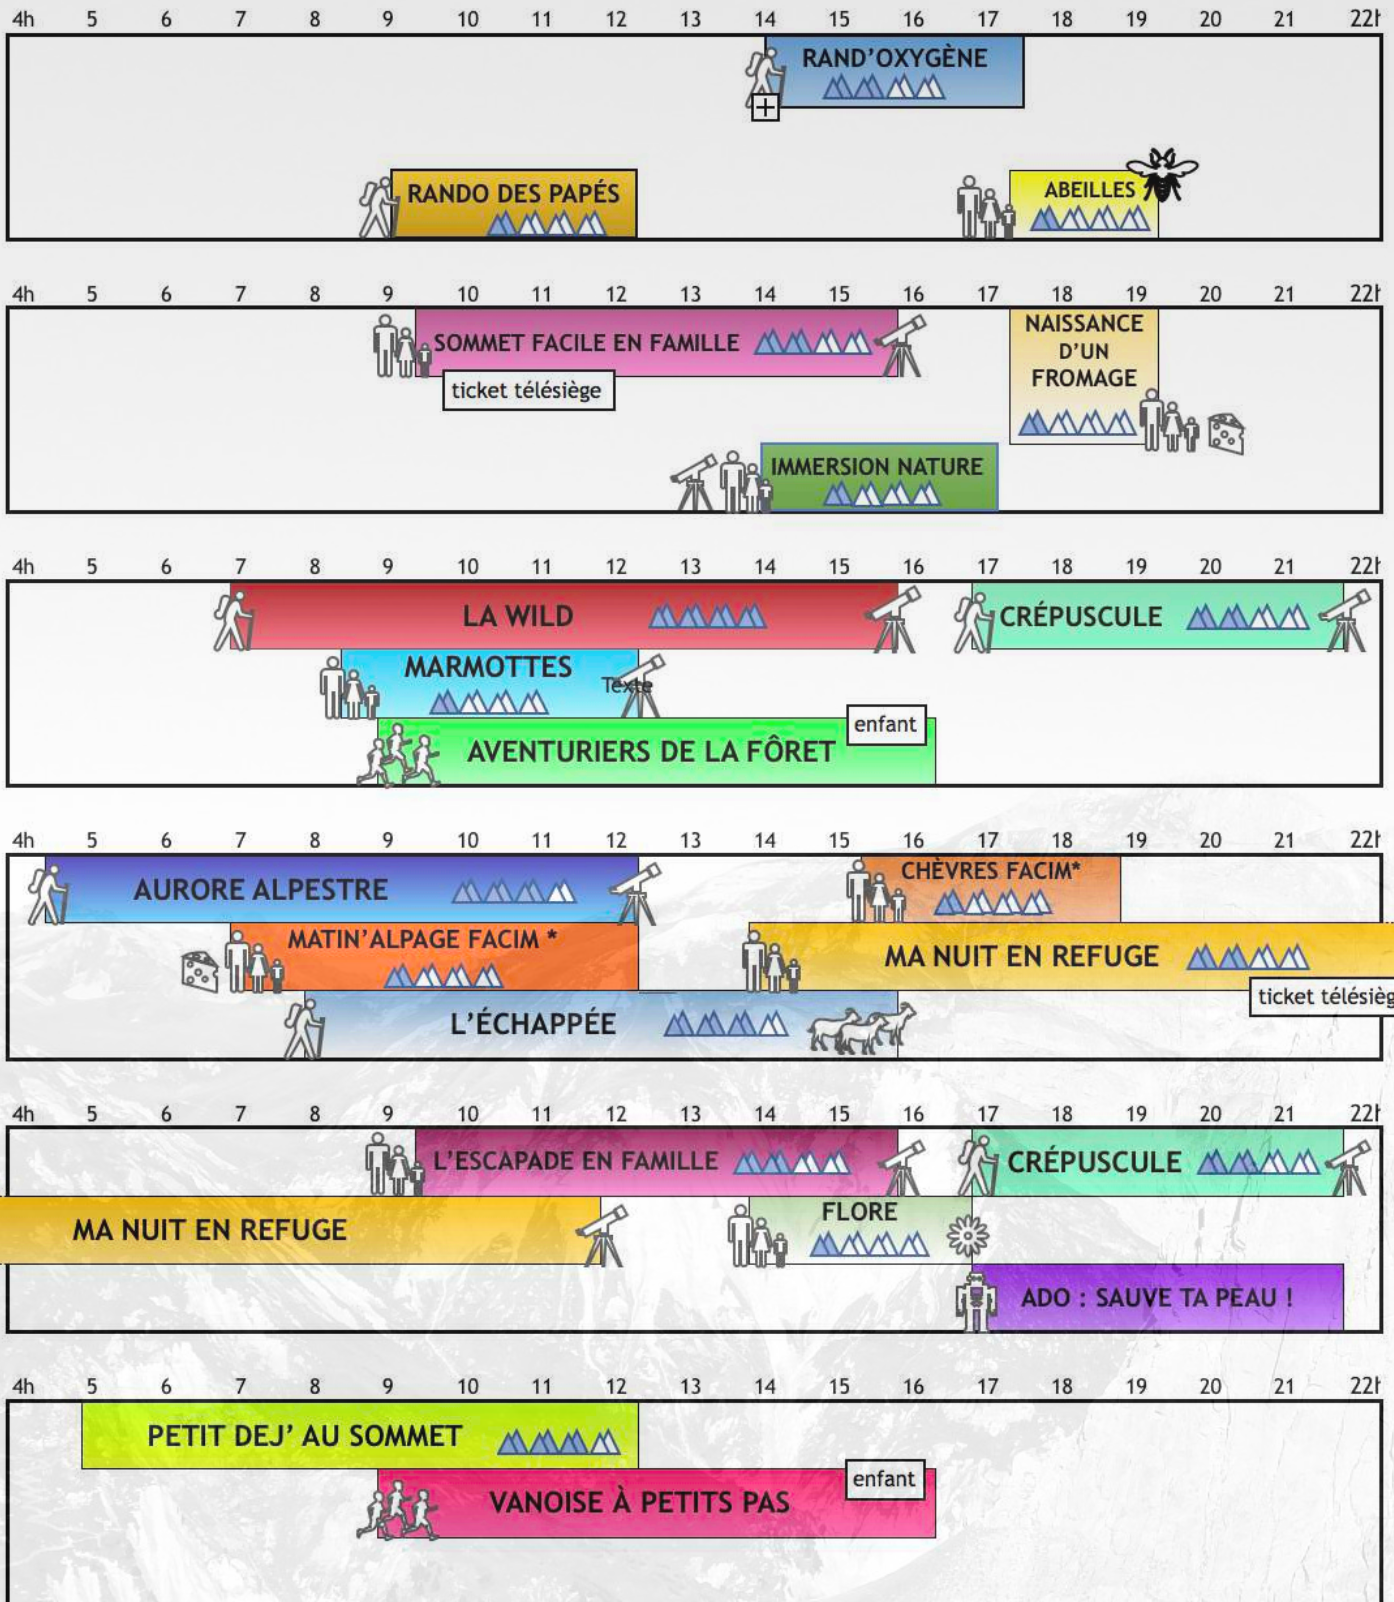 4h 5 6 7 8 9 10 11 12 13 14 15 16 17 18 19 20 21 22h
RAND'OXYGÈNE
RANDO DES PAPÉS
ABEILLES
4h 5 6 7 8 9 10 11 12 13 14 15 16 17 18 19 20 21 22h
SOMMET FACILE EN FAMILLE
ticket télésiège
NAISSANCE
D'UN
FROMAGE
IMMERSION NATURE
4h 5 6 7 8 9 10 11 12 13 14 15 16 17 18 19 20 21 22h
LA WILD
CRÉPUSCULE
MARMOTTES
Texte
enfant
AVENTURIERS DE LA FÔRET
4h 5 6 7 8 9 10 11 12 13 14 15 16 17 18 19 20 21 22h
AURORE ALPESTRE
CHÈVRES FACIM*
MATIN'ALPAGE FACIM *
MA NUIT EN REFUGE
ticket télésièg
L'ÉCHAPPÉE
4h 5 6 7 8 9 10 11 12 13 14 15 16 17 18 19 20 21 22h
L'ESCAPADE EN FAMILLE
CRÉPUSCULE
MA NUIT EN REFUGE
FLORE
ADO : SAUVE TA PEAU !
4h 5 6 7 8 9 10 11 12 13 14 15 16 17 18 19 20 21 22h
PETIT DEJ' AU SOMMET
enfant
VANOISE À PETITS PAS